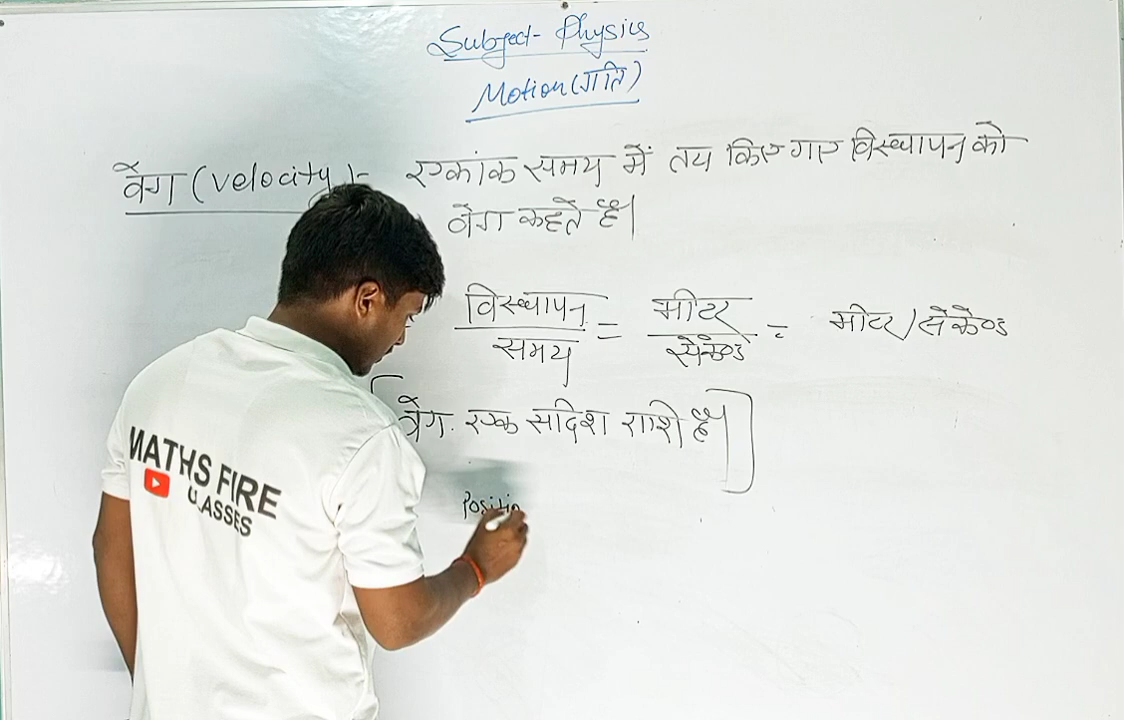 Subject- Physics
Motion (गति)
वेग (velocity):- एकांक समय में तय किए गए विस्थापन को
वेग कहते है।
विस्थापन / समय = मीटर / सेकेण्ड = मीटर/सेकेण्ड
[वेग. एक सदिश राशि है।]
Positin
MATHS FIRE
CLASSES